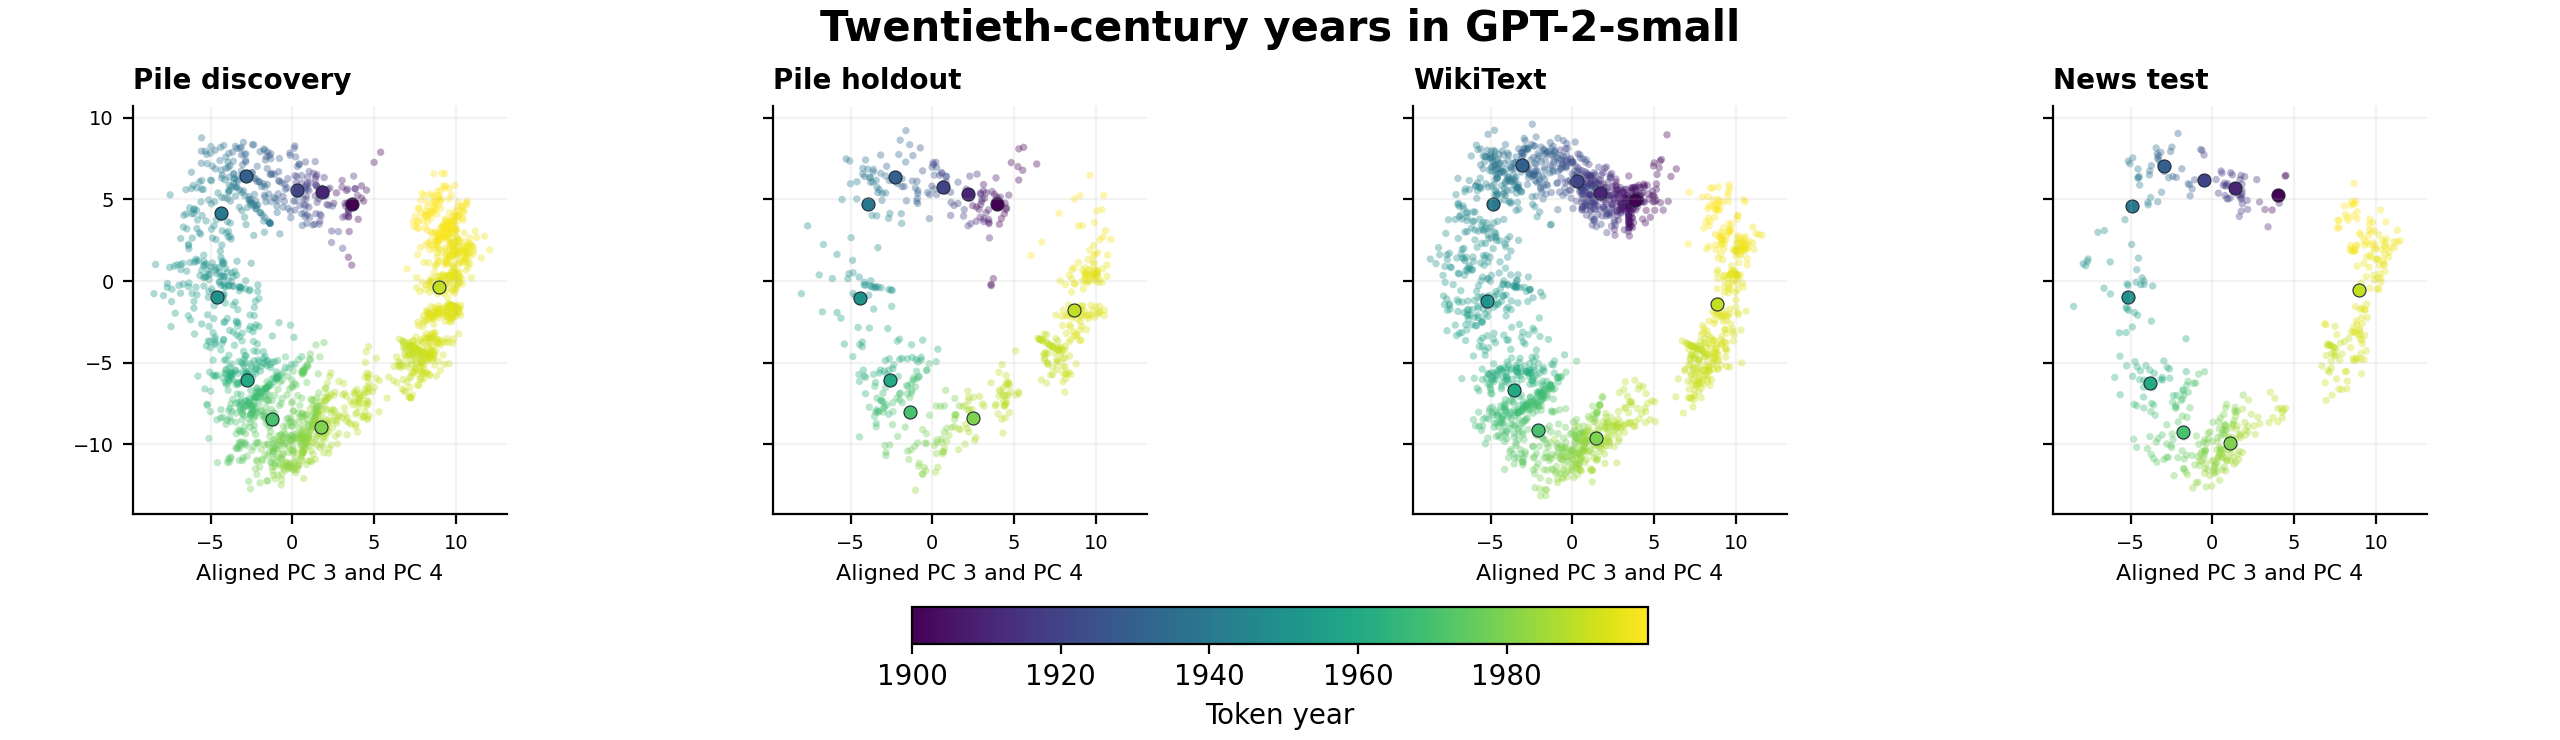 Twentieth-century years in GPT-2-small
Pile discovery
Pile holdout
WikiText
News test
10
5
0
−5
−10
−5 0 5 10
−5 0 5 10
−5 0 5 10
−5 0 5 10
Aligned PC 3 and PC 4
Aligned PC 3 and PC 4
Aligned PC 3 and PC 4
Aligned PC 3 and PC 4
1900 1920 1940 1960 1980
Token year